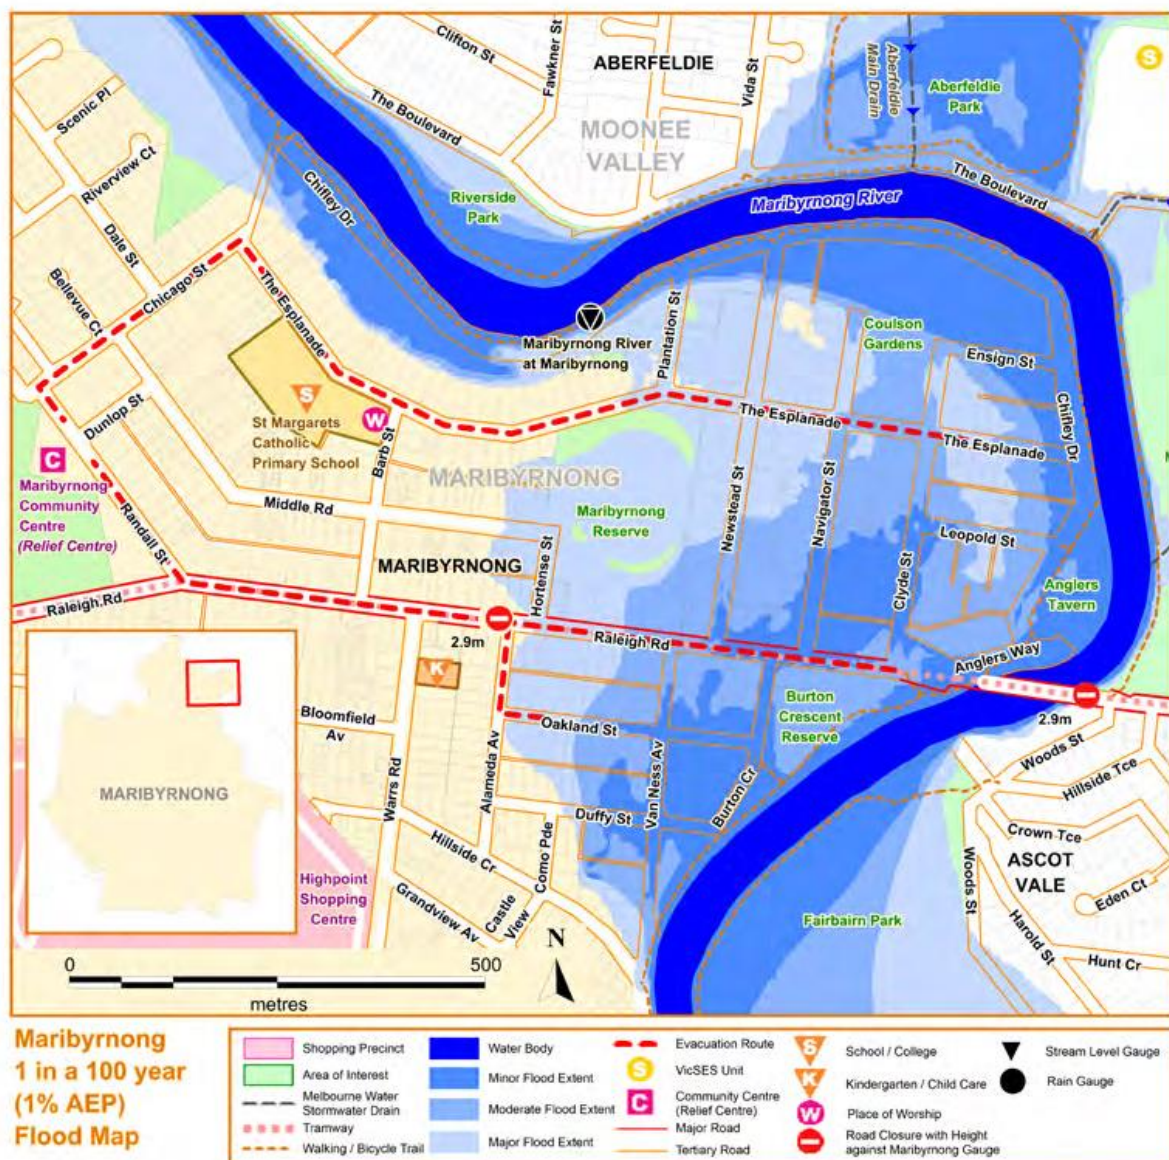 Clifton St
Fawkner St
ABERFELDIE
Vida St
Aberfeldie
Main Drain
Aberfeldie
Park
S
Scenic Pl
The Boulevard
MOONEE
VALLEY
Riverview Ct
Chifley Dr
Riverside
Park
Maribyrnong River
The Boulevard
Dale St
Bellevue Ct
Chicago St
The Esplanade
Maribyrnong River
at Maribyrnong
Plantation St
Coulson
Gardens
Ensign St
Chifley Dr
Dunlop St
S
St Margarets
Catholic
Primary School
W
Barb St
The Esplanade
The Esplanade
C
Maribyrnong
Community
Centre
(Relief Centre)
MARIBYRNONG
Middle Rd
Randall St
Maribyrnong
Reserve
Newstead St
Navigator St
Clyde St
Leopold St
MARIBYRNONG
Hortense St
Anglers
Tavern
Raleigh Rd
2.9m
Raleigh Rd
Anglers Way
K
Burton
Crescent
Reserve
2.9m
Bloomfield
Av
Warrs Rd
Alameda Av
Oakland St
Van Ness Av
Burton Cr
Woods St
Hillside Tce
MARIBYRNONG
Duffy St
Crown Tce
Hillside Cr
Como Pde
ASCOT
VALE
Woods St
Eden Ct
Highpoint
Shopping
Centre
Grandview Av
Castle
View
Fairbairn Park
Harold St
Hunt Cr
N
0 500
metres
Maribyrnong
1 in a 100 year
(1% AEP)
Flood Map
Shopping Precinct
Area of Interest
Melbourne Water
Stormwater Drain
Tramway
Walking / Bicycle Trail
Water Body
Minor Flood Extent
Moderate Flood Extent
Major Flood Extent
Evacuation Route
S VicSES Unit
C Community Centre
(Relief Centre)
Major Road
Tertiary Road
S School / College
K Kindergarten / Child Care
W Place of Worship
Road Closure with Height
against Maribyrnong Gauge
Stream Level Gauge
Rain Gauge